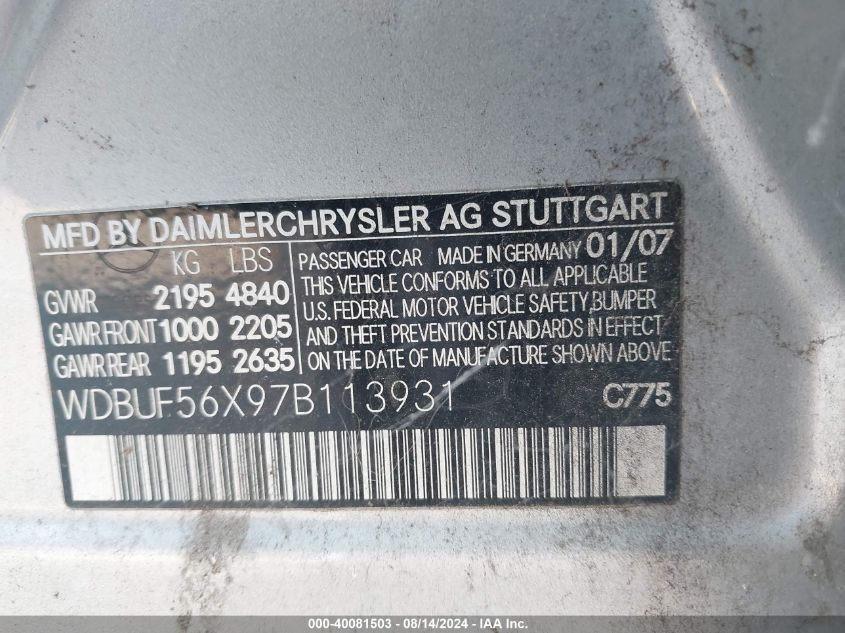 MFD BY DAIMLERCHRYSLER AG STUTTGART
KG LBS
GVWR 2195 4840
GAWR FRONT 1000 2205
GAWR REAR 1195 2635
PASSENGER CAR MADE IN GERMANY 01/07
THIS VEHICLE CONFORMS TO ALL APPLICABLE
U.S. FEDERAL MOTOR VEHICLE SAFETY, BUMPER
AND THEFT PREVENTION STANDARDS IN EFFECT
ON THE DATE OF MANUFACTURE SHOWN ABOVE
WDBUF56X97B113931 C775
000-40081503 - 08/14/2024 - IAAI.com